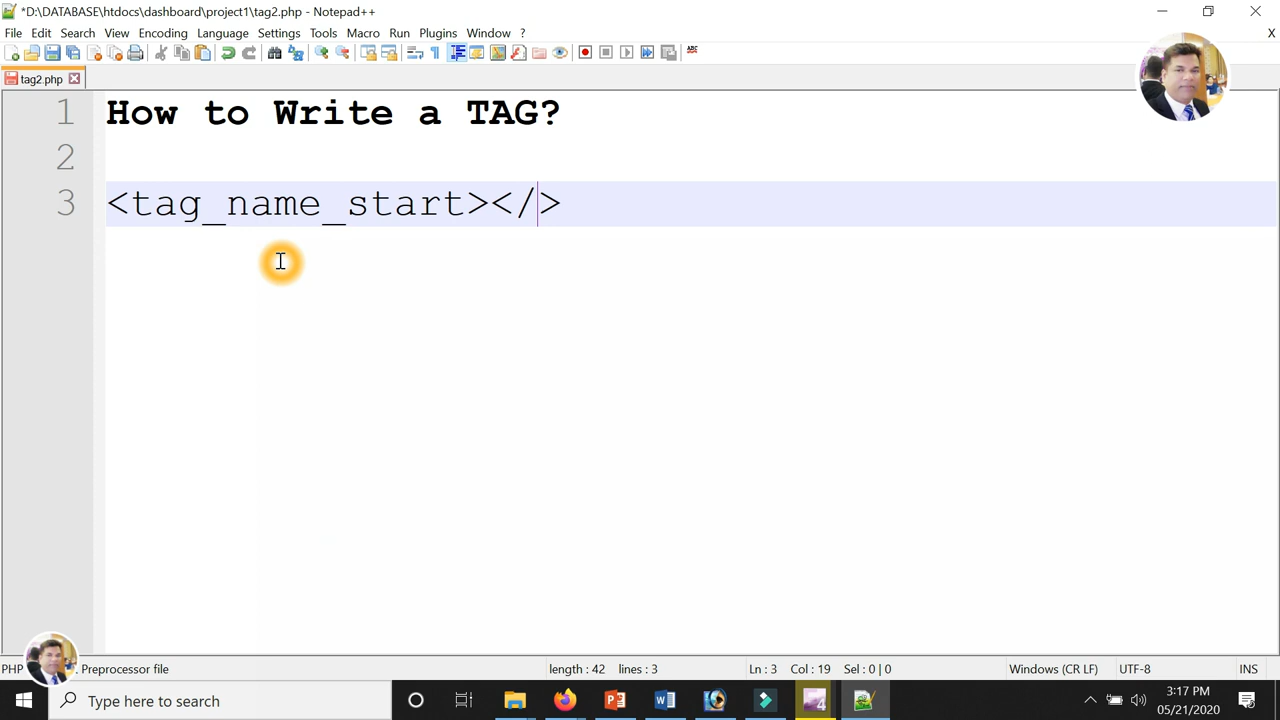 *D:\DATABASE\htdocs\dashboard\project1\tag2.php - Notepad++
File Edit Search View Encoding Language Settings Tools Macro Run Plugins Window ? X
ABC
tag2.php
1 How to Write a TAG?
2
3 <tag_name_start></>
PHP Preprocessor file length : 42 lines : 3 Ln : 3 Col : 19 Sel : 0 | 0 Windows (CR LF) UTF-8 INS
Type here to search
3:17 PM
05/21/2020